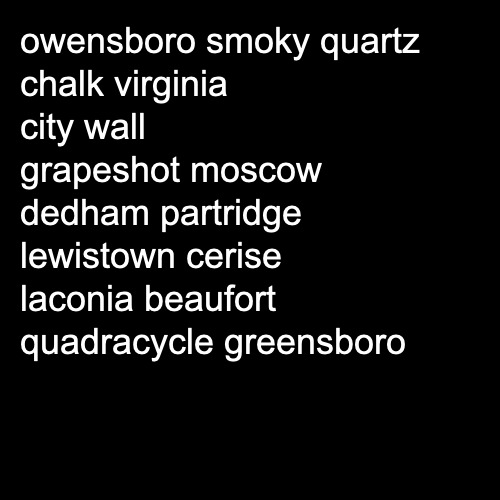 owensboro smoky quartz
chalk virginia
city wall
grapeshot moscow
dedham partridge
lewistown cerise
laconia beaufort
quadracycle greensboro